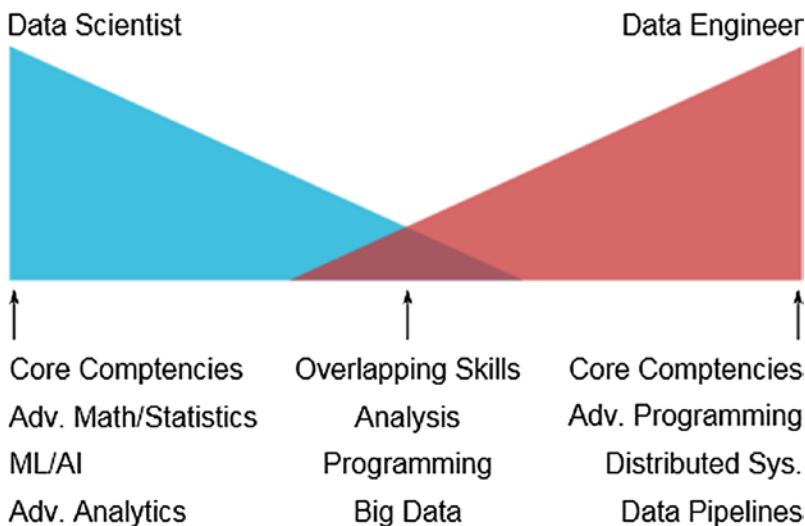 Data Scientist
Data Engineer
Core Comptencies
Adv. Math/Statistics
ML/AI
Adv. Analytics
Overlapping Skills
Analysis
Programming
Big Data
Core Comptencies
Adv. Programming
Distributed Sys.
Data Pipelines